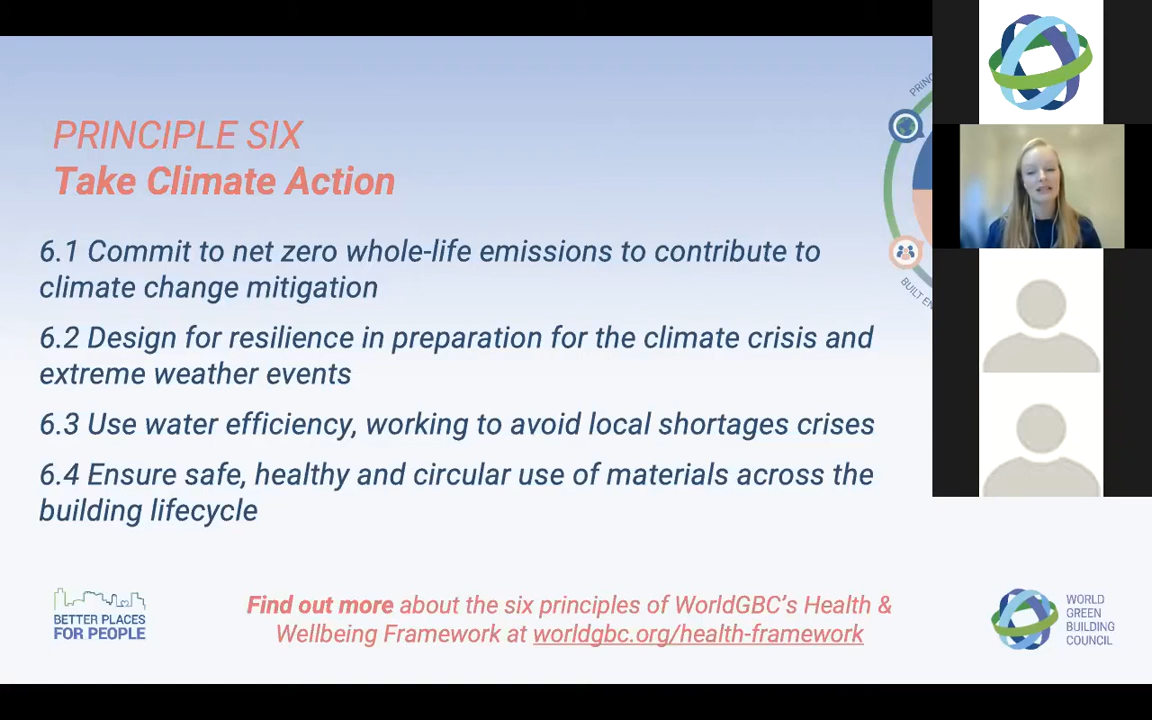 PRINCIPLE SIX
Take Climate Action
6.1 Commit to net zero whole-life emissions to contribute to
climate change mitigation
6.2 Design for resilience in preparation for the climate crisis and
extreme weather events
6.3 Use water efficiency, working to avoid local shortages crises
6.4 Ensure safe, healthy and circular use of materials across the
building lifecycle
BETTER PLACES
FOR PEOPLE
Find out more about the six principles of WorldGBC’s Health &
Wellbeing Framework at worldgbc.org/health-framework
WORLD
GREEN
BUILDING
COUNCIL